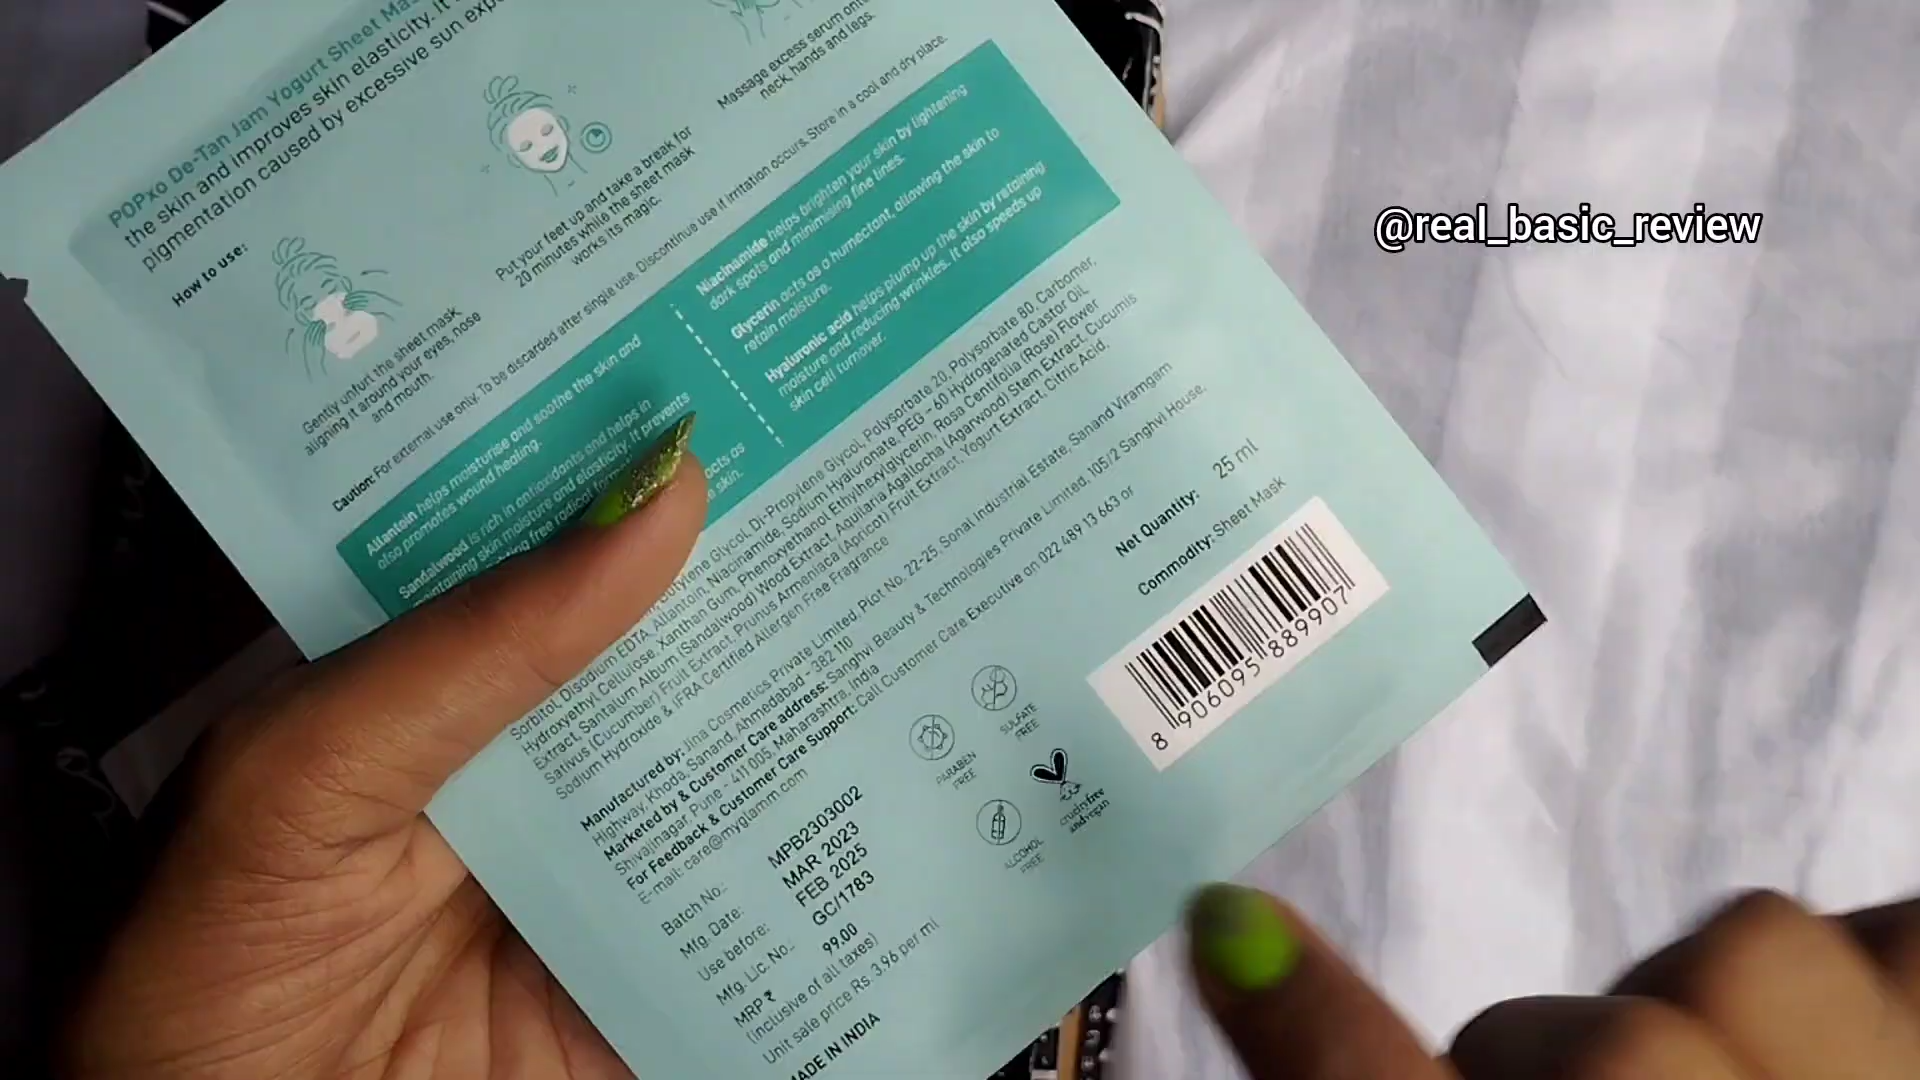 POPxo De-Tan Jam Yogurt Sheet
the skin and improves skin elasticity. It
pigmentation caused by excessive sun
How to use:
Gently unfurl the sheet mask
aligning it around your eyes, nose
and mouth.
Put your feet up and take a break for
20 minutes while the sheet mask
works its magic.
Massage excess serum
neck, hands and legs.
Caution: For external use only. To be discarded after single use. Discontinue use if irritation occurs. Store in a cool and dry place.
Allantoin helps moisturise and soothe the skin and
also promotes wound healing.
Sandalwood is rich in antioxidants and helps in
maintaining skin moisture and elasticity. It prevents
free radical
acts as
skin.
Niacinamide helps brighten your skin by lightening
dark spots and minimising fine lines.
Glycerin acts as a humectant, allowing the skin to
retain moisture.
Hyaluronic acid helps plump up the skin by retaining
moisture and reducing wrinkles. It also speeds up
skin cell turnover.
Butylene Glycol, Di-Propylene Glycol, Polysorbate 20, Polysorbate 80, Carbomer,
Sorbitol, Disodium EDTA, Allantoin, Niacinamide, Sodium Hyaluronate, PEG - 60 Hydrogenated Castor Oil,
Hydroxyethyl Cellulose, Xanthan Gum, Phenoxyethanol Ethylhexylglycerin, Rosa Centifolia (Rose) Flower
Extract, Santalum Album (Sandalwood) Wood Extract, Aquilaria Agallocha (Agarwood) Stem Extract, Cucumis
Sativus (Cucumber) Fruit Extract, Prunus Armeniaca (Apricot) Fruit Extract, Yogurt Extract, Citric Acid,
Sodium Hydroxide & IFRA Certified Allergen Free Fragrance
Manufactured by: Jina Cosmetics Private Limited, Plot No. 22-25, Sonal Industrial Estate, Sanand Viramgam
Highway, Khoda, Sanand, Ahmedabad - 382 110
Marketed by & Customer Care address: Sanghvi Beauty & Technologies Private Limited, 105/2 Sanghvi House,
Shivajinagar, Pune - 411 005, Maharashtra, India
For Feedback & Customer Care Support: Call Customer Care Executive on 022 489 13 663 or
E-mail: care@myglamm.com
Batch No.: MPB2303002
Mfg. Date: MAR 2023
Use before: FEB 2025
Mfg. Lic. No.: GC/1783
MRP ₹ 99.00
(Inclusive of all taxes)
Unit sale price Rs. 3.96 per ml
MADE IN INDIA
PARABEN
FREE
SULFATE
FREE
ALCOHOL
FREE
crueltyfree
and vegan
Net Quantity: 25 ml
Commodity: Sheet Mask
8 906095 889907
@real_basic_review